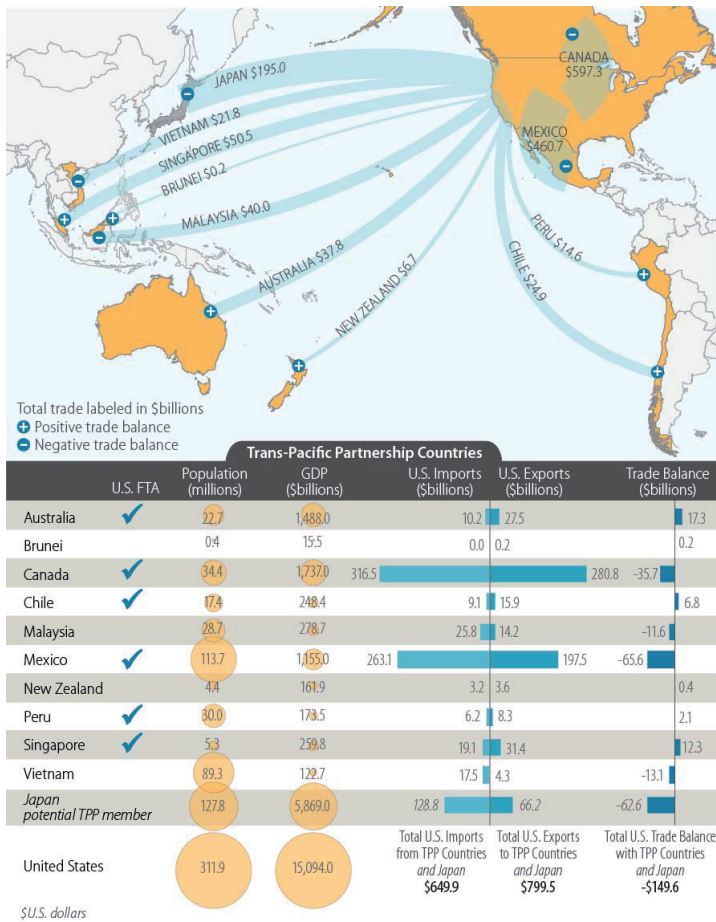 JAPAN $195.0
CANADA
$597.3
VIETNAM $21.8
SINGAPORE $50.5
BRUNEI $0.2
MEXICO
$460.7
MALAYSIA $40.0
AUSTRALIA $37.8
NEW ZEALAND $6.7
PERU $14.6
CHILE $24.9
Total trade labeled in $billions
Positive trade balance
Negative trade balance
Trans-Pacific Partnership Countries
U.S. FTA Population (millions) GDP ($billions) U.S. Imports ($billions) U.S. Exports ($billions) Trade Balance ($billions)
Australia 22.7 1,488.0 10.2 27.5 17.3
Brunei 0.4 15.5 0.0 0.2 0.2
Canada 34.4 1,737.0 316.5 280.8 -35.7
Chile 17.4 248.4 9.1 15.9 6.8
Malaysia 28.7 278.7 25.8 14.2 -11.6
Mexico 113.7 1,155.0 263.1 197.5 -65.6
New Zealand 4.4 161.9 3.2 3.6 0.4
Peru 30.0 173.5 6.2 8.3 2.1
Singapore 5.3 259.8 19.1 31.4 12.3
Vietnam 89.3 122.7 17.5 4.3 -13.1
Japan
potential TPP member 127.8 5,869.0 128.8 66.2 -62.6
United States 311.9 15,094.0
Total U.S. Imports from TPP Countries and Japan $649.9
Total U.S. Exports to TPP Countries and Japan $799.5
Total U.S. Trade Balance with TPP Countries and Japan -$149.6
$U.S. dollars